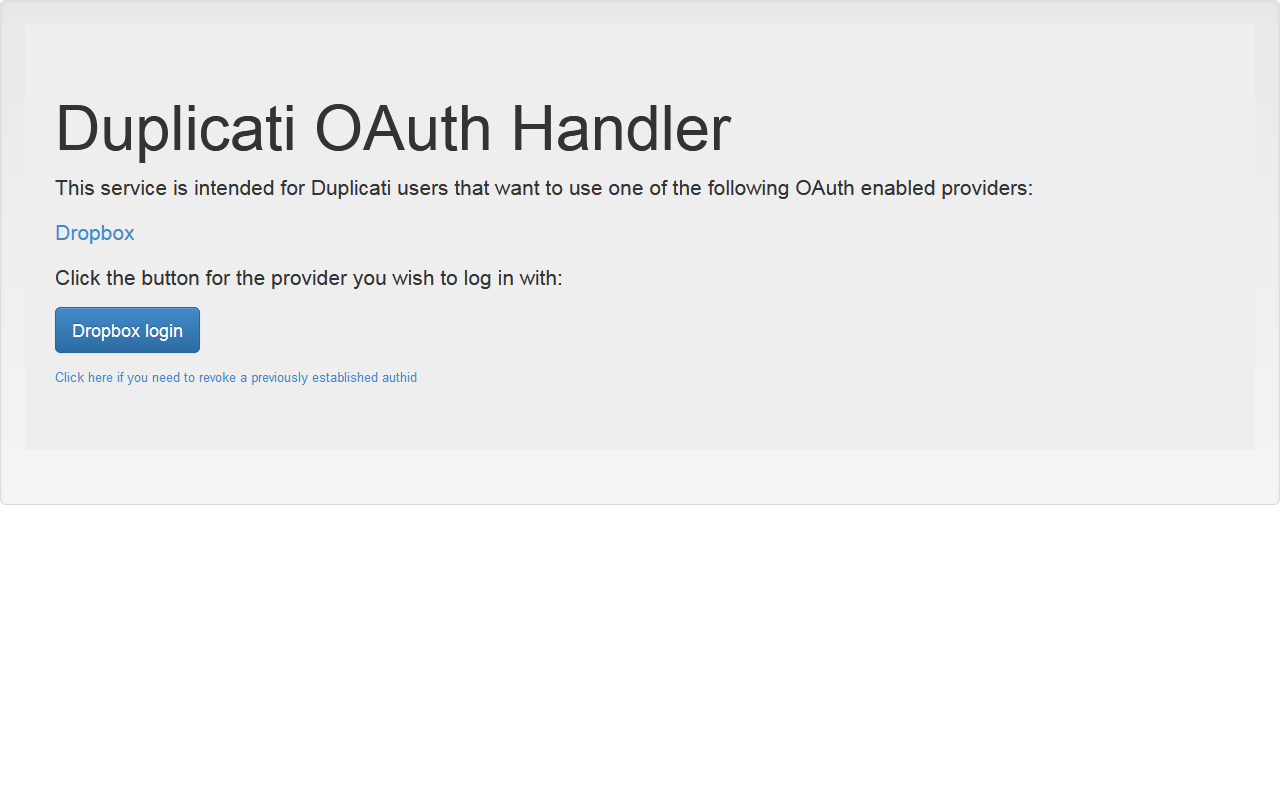 Duplicati OAuth Handler
This service is intended for Duplicati users that want to use one of the following OAuth enabled providers:
Dropbox
Click the button for the provider you wish to log in with:
Dropbox login
Click here if you need to revoke a previously established authid